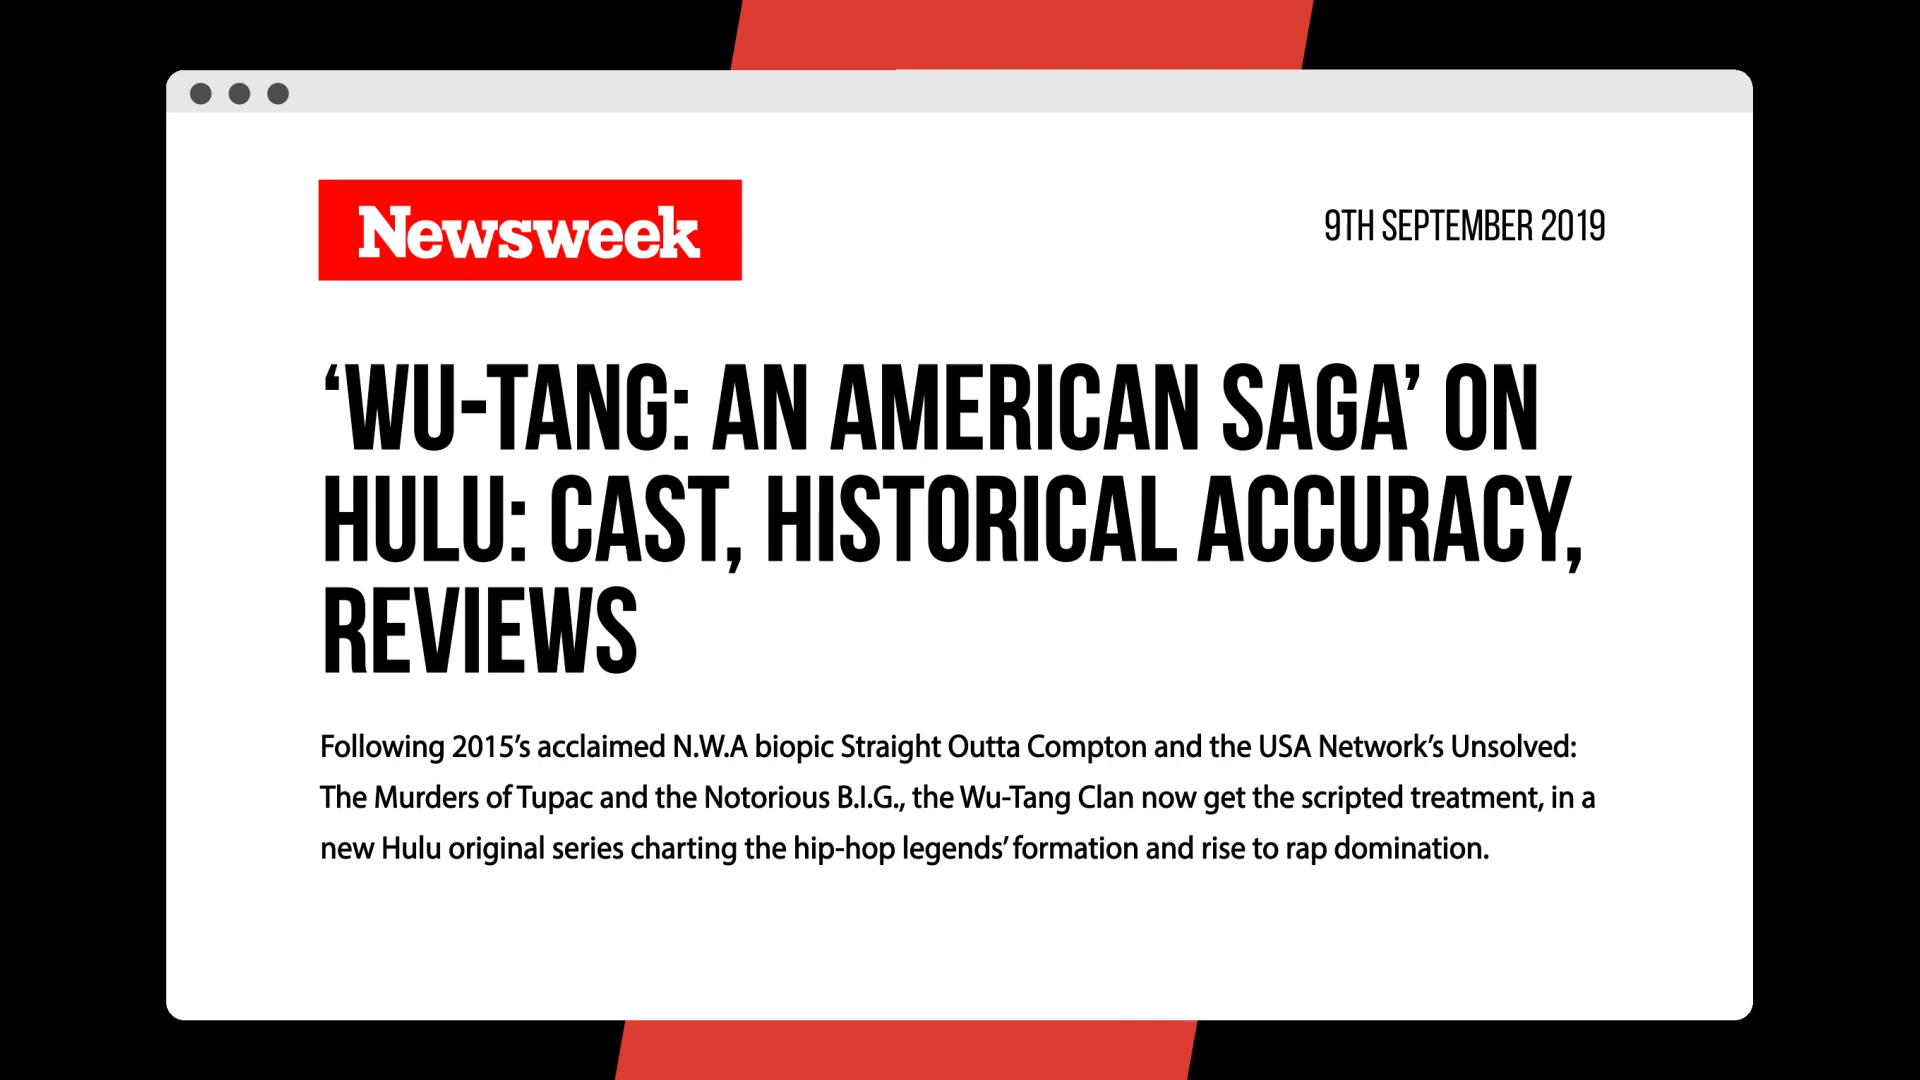 Newsweek
9TH SEPTEMBER 2019
‘WU-TANG: AN AMERICAN SAGA’ ON
HULU: CAST, HISTORICAL ACCURACY,
REVIEWS
Following 2015’s acclaimed N.W.A biopic Straight Outta Compton and the USA Network’s Unsolved:
The Murders of Tupac and the Notorious B.I.G., the Wu-Tang Clan now get the scripted treatment, in a
new Hulu original series charting the hip-hop legends’ formation and rise to rap domination.